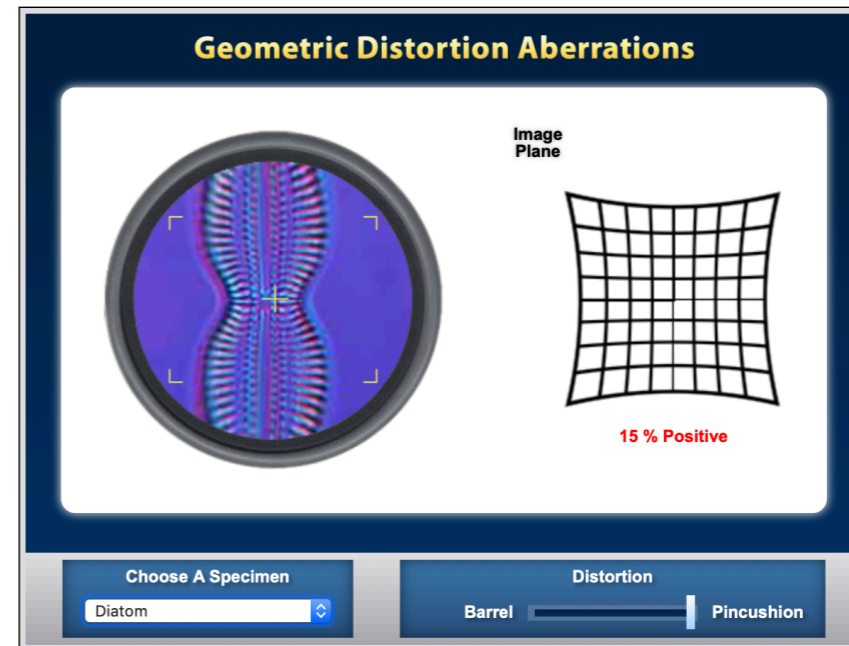 Geometric Distortion Aberrations
Image
Plane
15 % Positive
Choose A Specimen
Diatom
Distortion
Barrel
Pincushion